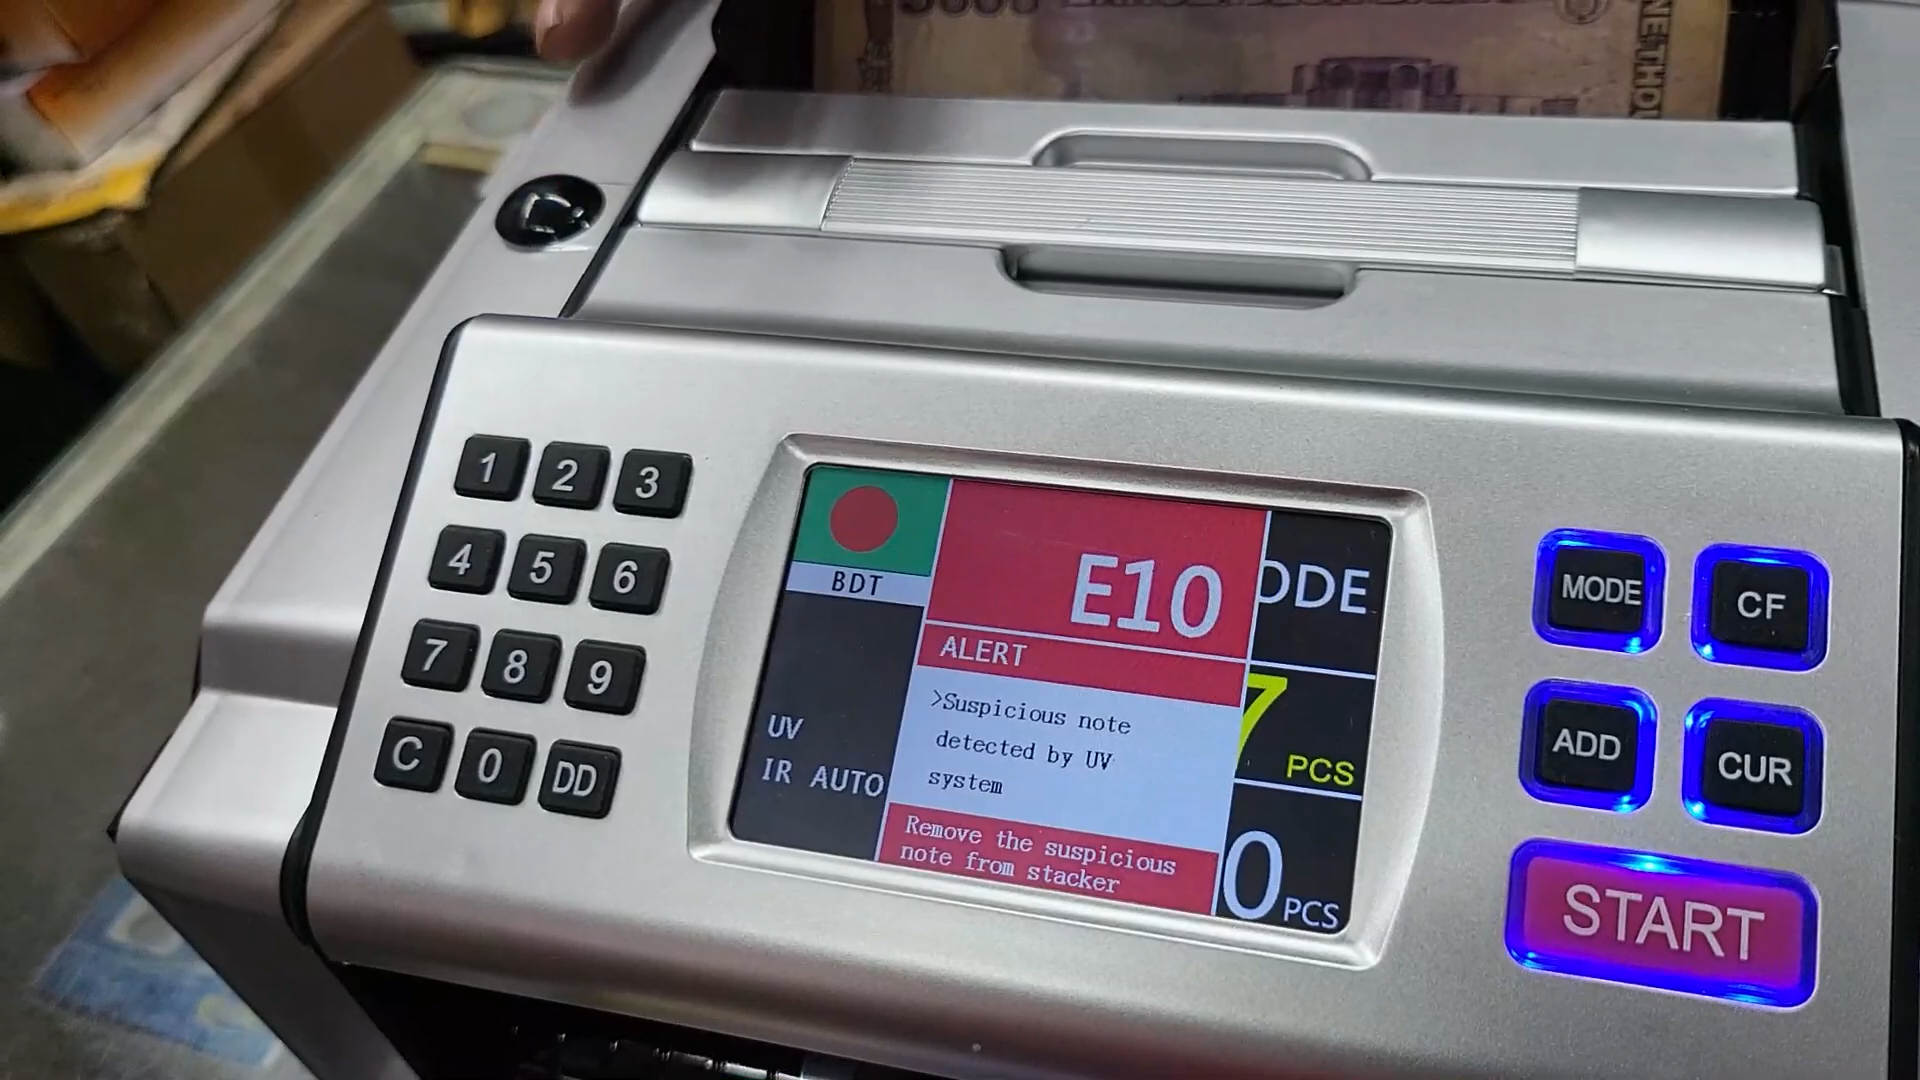 NE THOU
1 2 3
4 5 6
7 8 9
C 0 DD
BDT
E10
ODE
ALERT
>Suspicious note
detected by UV
system
Remove the suspicious
note from stacker
UV
IR AUTO
7 PCS
0 PCS
MODE CF
ADD CUR
START